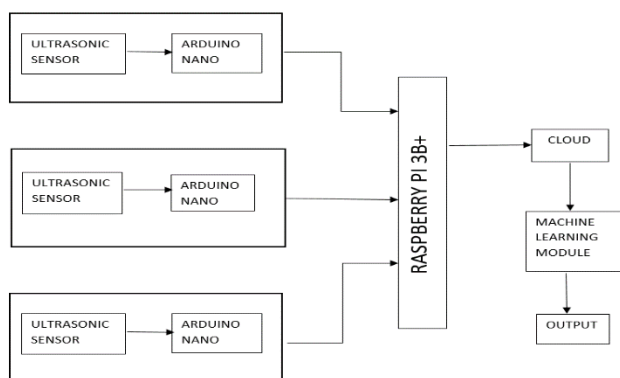 ULTRASONIC
SENSOR
ARDUINO
NANO
ULTRASONIC
SENSOR
ARDUINO
NANO
ULTRASONIC
SENSOR
ARDUINO
NANO
RASPBERRY PI 3B+
CLOUD
MACHINE
LEARNING
MODULE
OUTPUT